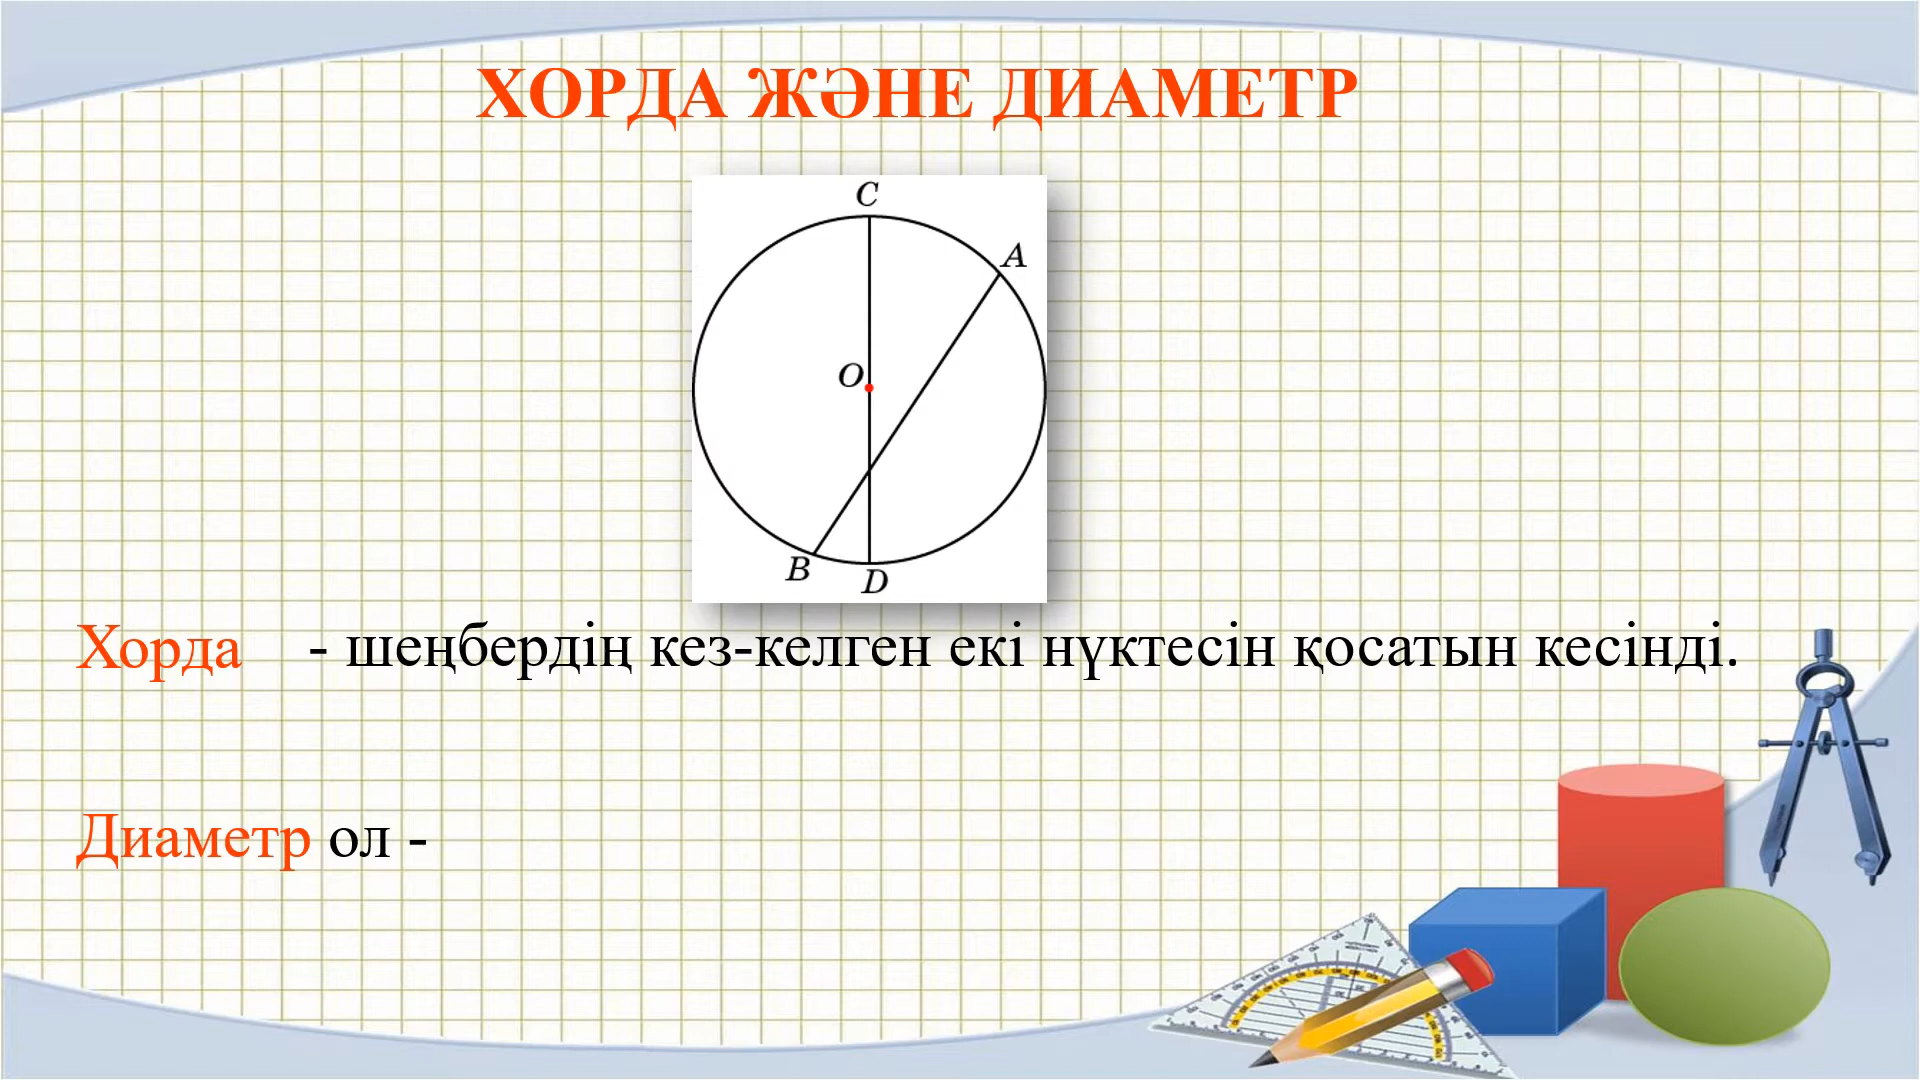 ХОРДА ЖӘНЕ ДИАМЕТР
C
A
O
B
D
Хорда - шеңбердің кез-келген екі нүктесін қосатын кесінді.
Диаметр ол -